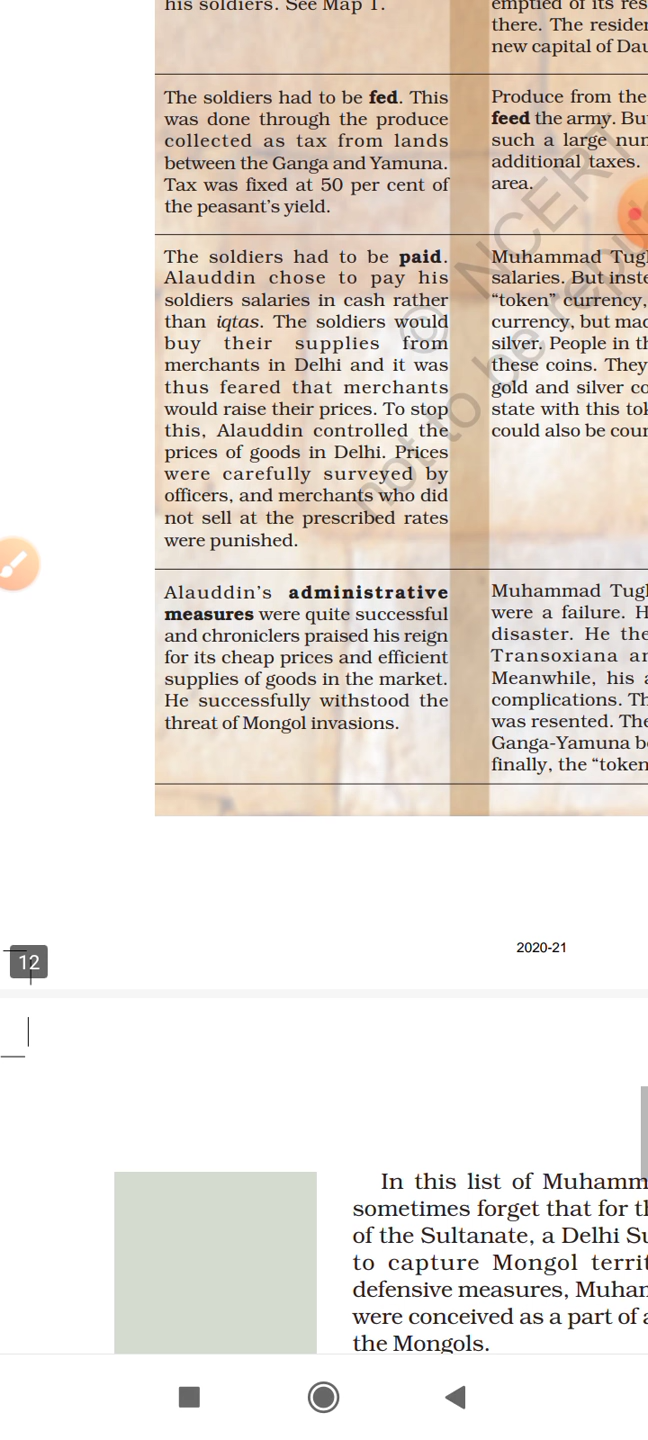 his soldiers. See Map 1.
The soldiers had to be fed. This
was done through the produce
collected as tax from lands
between the Ganga and Yamuna.
Tax was fixed at 50 per cent of
the peasant's yield.
The soldiers had to be paid.
Alauddin chose to pay his
soldiers salaries in cash rather
than iqtas. The soldiers would
buy their supplies from
merchants in Delhi and it was
thus feared that merchants
would raise their prices. To stop
this, Alauddin controlled the
prices of goods in Delhi. Prices
were carefully surveyed by
officers, and merchants who did
not sell at the prescribed rates
were punished.
Alauddin's administrative
measures were quite successful
and chroniclers praised his reign
for its cheap prices and efficient
supplies of goods in the market.
He successfully withstood the
threat of Mongol invasions.
emptied of its res
there. The resider
new capital of Dau
Produce from the
feed the army. Bu
such a large nun
additional taxes.
area.
Muhammad Tugl
salaries. But inste
"token" currency,
currency, but mad
silver. People in th
these coins. They
gold and silver co
state with this tok
could also be coun
Muhammad Tugl
were a failure. H
disaster. He the
Transoxiana an
Meanwhile, his a
complications. Th
was resented. The
Ganga-Yamuna be
finally, the "token
© NCERT
not to be repub
2020-21
12
In this list of Muhamm
sometimes forget that for th
of the Sultanate, a Delhi Su
to capture Mongol territ
defensive measures, Muhan
were conceived as a part of a
the Mongols.